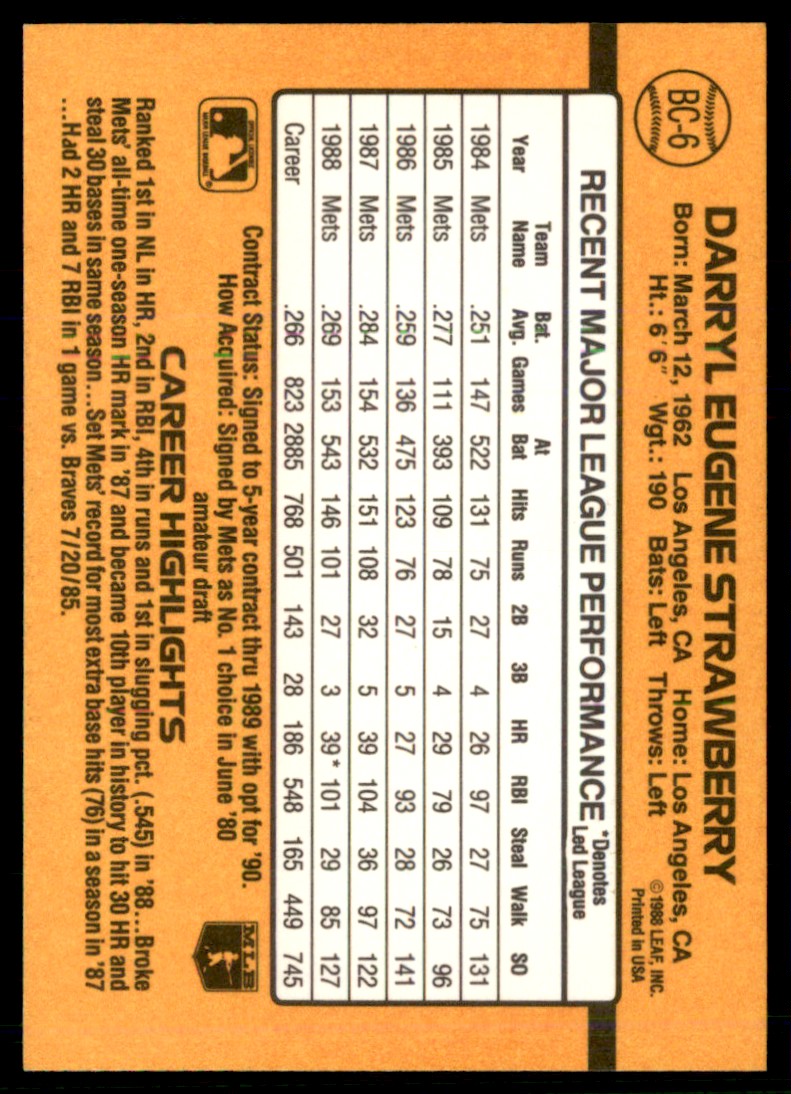 BC-6
DARRYL EUGENE STRAWBERRY
Born: March 12, 1962 Los Angeles, CA Home: Los Angeles, CA
Ht.: 6'6" Wgt.: 190 Bats: Left Throws: Left
© 1988 LEAF, INC.
Printed in USA
RECENT MAJOR LEAGUE PERFORMANCE *Denotes
Led League
Year Team Name Bat. Avg. Games At Bat Hits Runs 2B 3B HR RBI Steal Walk SO
1984 Mets .251 147 522 131 75 27 4 26 97 27 75 131
1985 Mets .277 111 393 109 78 15 4 29 79 26 73 96
1986 Mets .259 136 475 123 76 27 5 27 93 28 72 141
1987 Mets .284 154 532 151 108 32 5 39 104 36 97 122
1988 Mets .269 153 543 146 101 27 3 39* 101 29 85 127
Career .266 823 2885 768 501 143 28 186 548 165 449 745
Contract Status: Signed to 5-year contract thru 1989 with opt for '90.
How Acquired: Signed by Mets as No. 1 choice in June '80
amateur draft
MLB
CAREER HIGHLIGHTS
Ranked 1st in NL in HR, 2nd in RBI, 4th in runs and 1st in slugging pct. (.545) in '88...Broke
Mets' all-time one-season HR mark in '87 and became 10th player in history to hit 30 HR and
steal 30 bases in same season...Set Mets' record for most extra base hits (76) in a season in '87
...Had 2 HR and 7 RBI in 1 game vs. Braves 7/20/85.